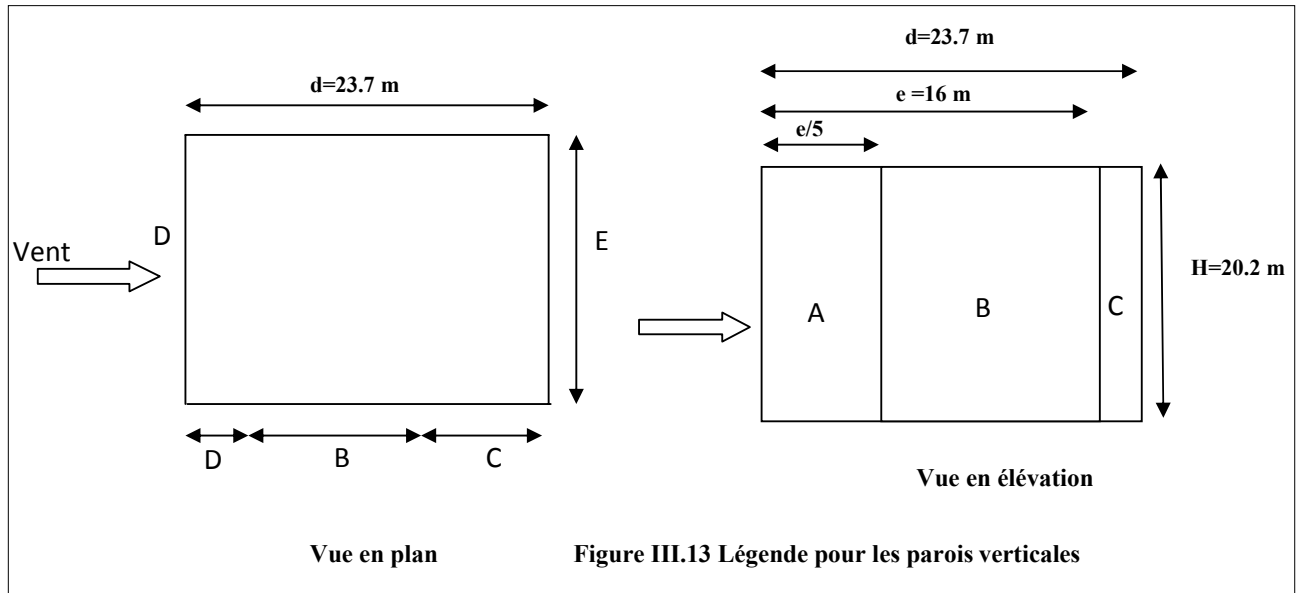 d=23.7 m
D
Vent
E
D B C
Vue en plan
d=23.7 m
e =16 m
e/5
A B C
H=20.2 m
Vue en élévation
Figure III.13 Légende pour les parois verticales